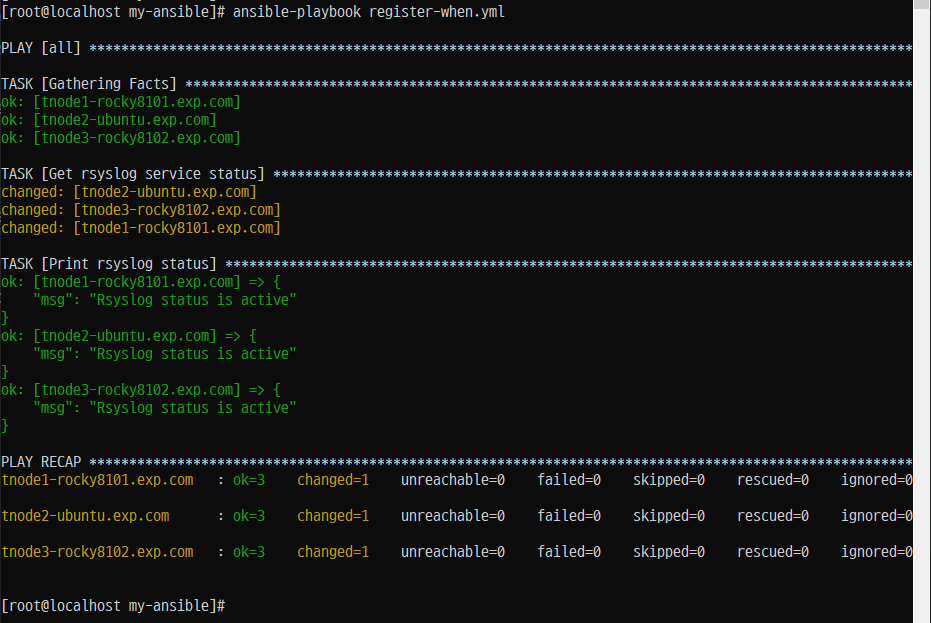 [root@localhost my-ansible]# ansible-playbook register-when.yml
PLAY [all] *******************************************************************************************************
TASK [Gathering Facts] *******************************************************************************************
ok: [tnode1-rocky8101.exp.com]
ok: [tnode2-ubuntu.exp.com]
ok: [tnode3-rocky8102.exp.com]
TASK [Get rsyslog service status] ********************************************************************************
changed: [tnode2-ubuntu.exp.com]
changed: [tnode3-rocky8102.exp.com]
changed: [tnode1-rocky8101.exp.com]
TASK [Print rsyslog status] **************************************************************************************
ok: [tnode1-rocky8101.exp.com] => {
    "msg": "Rsyslog status is active"
}
ok: [tnode2-ubuntu.exp.com] => {
    "msg": "Rsyslog status is active"
}
ok: [tnode3-rocky8102.exp.com] => {
    "msg": "Rsyslog status is active"
}
PLAY RECAP *******************************************************************************************************
tnode1-rocky8101.exp.com   : ok=3    changed=1    unreachable=0    failed=0    skipped=0    rescued=0    ignored=0
tnode2-ubuntu.exp.com      : ok=3    changed=1    unreachable=0    failed=0    skipped=0    rescued=0    ignored=0
tnode3-rocky8102.exp.com   : ok=3    changed=1    unreachable=0    failed=0    skipped=0    rescued=0    ignored=0
[root@localhost my-ansible]#